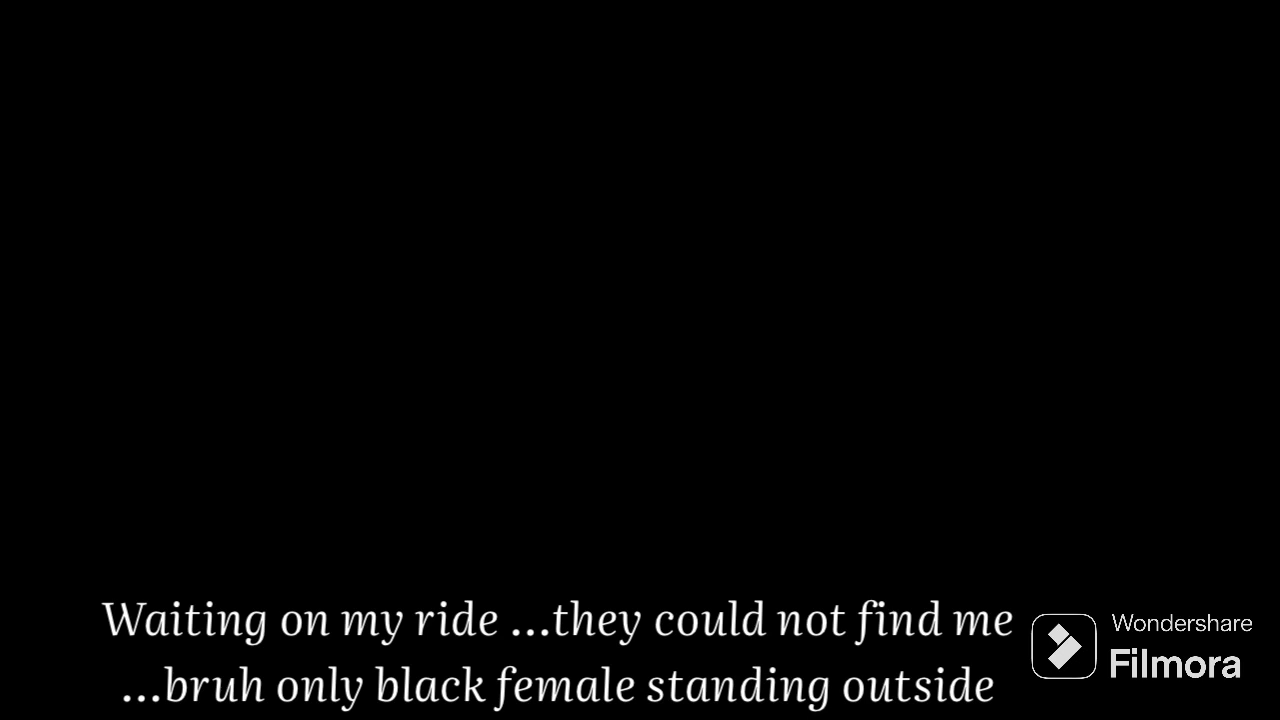 Waiting on my ride ...they could not find me
...bruh only black female standing outside
Wondershare
Filmora